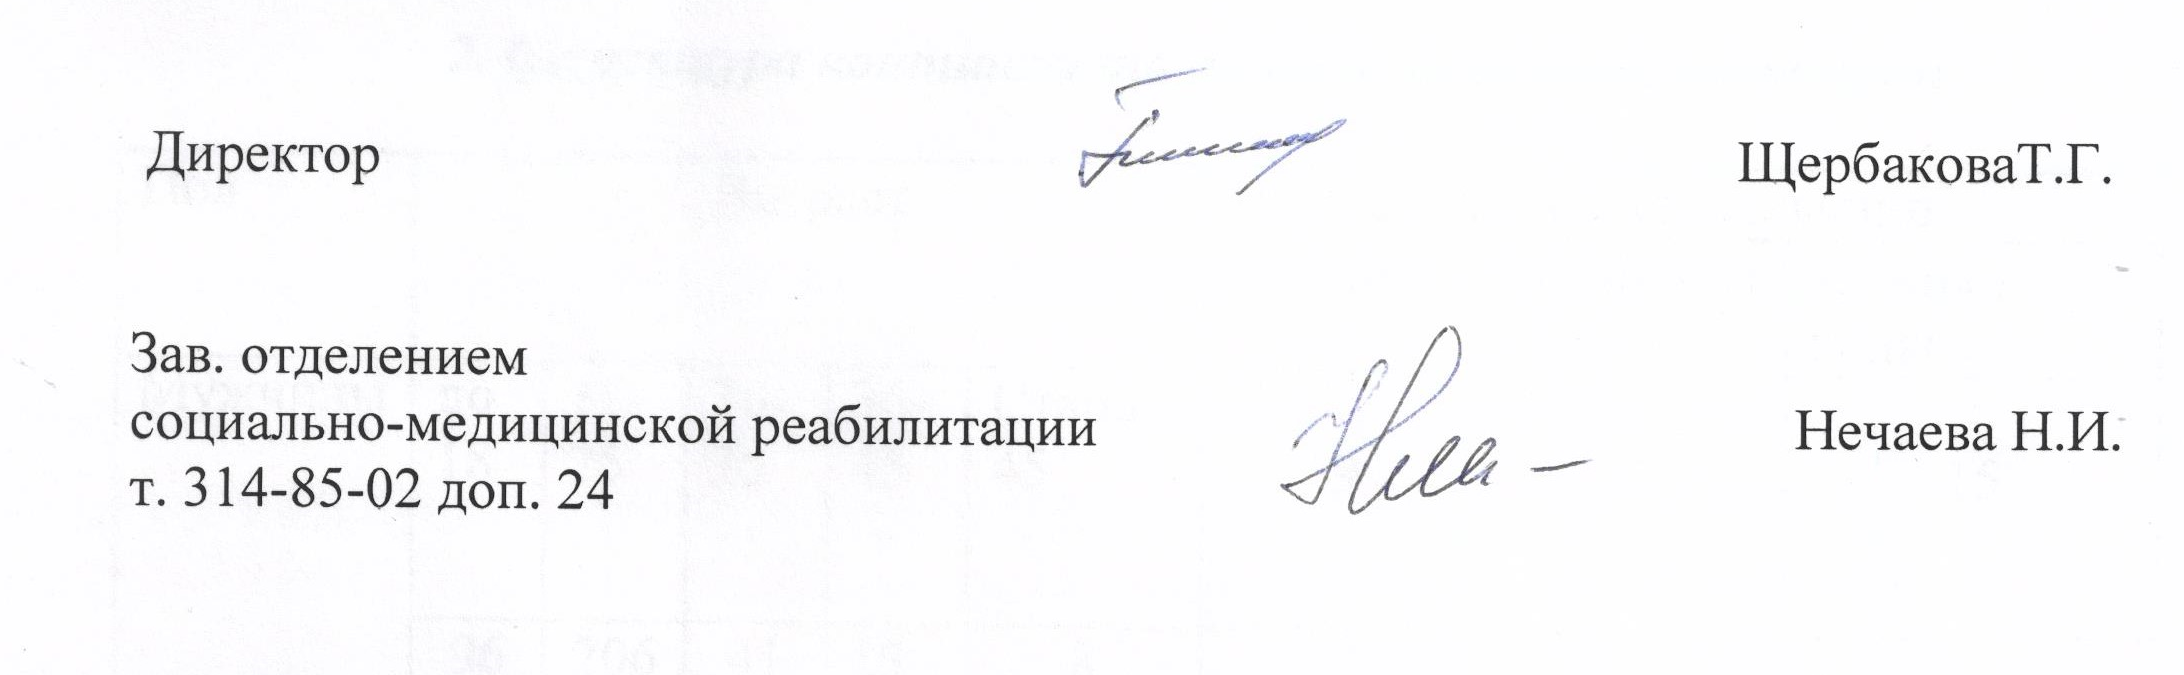 Директор ЩербаковаТ.Г.
Зав. отделением
социально-медицинской реабилитации Нечаева Н.И.
т. 314-85-02 доп. 24